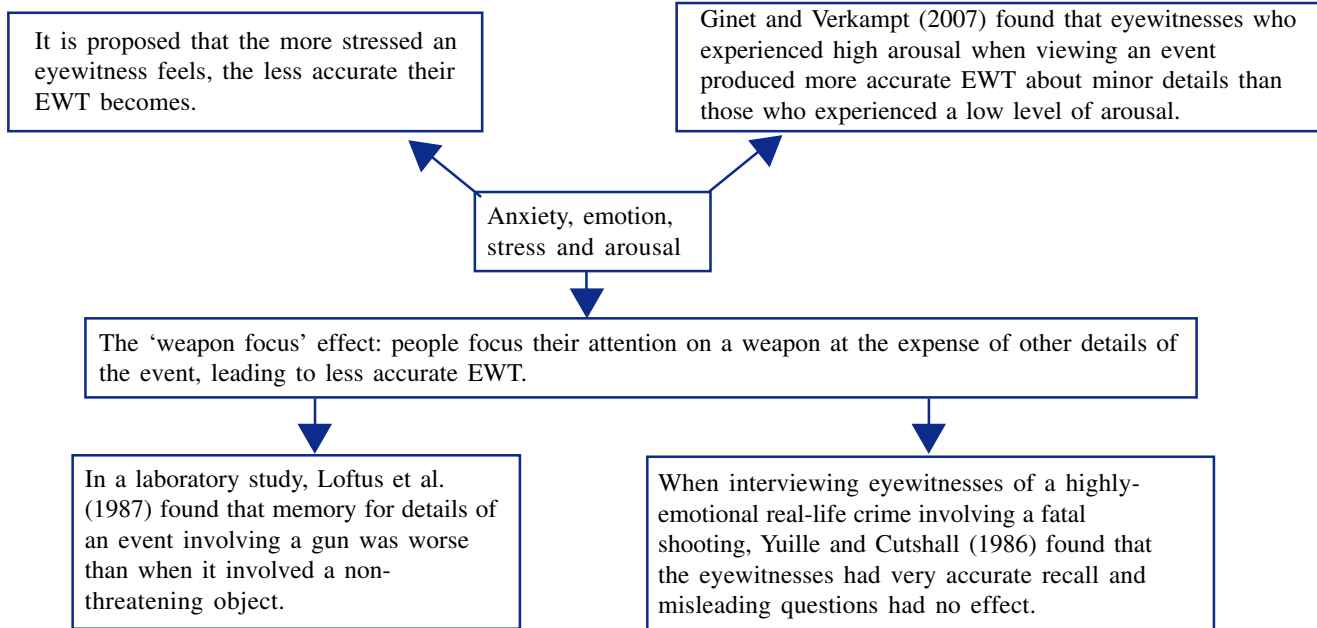 It is proposed that the more stressed an
eyewitness feels, the less accurate their
EWT becomes.
Ginet and Verkampt (2007) found that eyewitnesses who
experienced high arousal when viewing an event
produced more accurate EWT about minor details than
those who experienced a low level of arousal.
Anxiety, emotion,
stress and arousal
The ‘weapon focus’ effect: people focus their attention on a weapon at the expense of other details of
the event, leading to less accurate EWT.
In a laboratory study, Loftus et al.
(1987) found that memory for details of
an event involving a gun was worse
than when it involved a non-
threatening object.
When interviewing eyewitnesses of a highly-
emotional real-life crime involving a fatal
shooting, Yuille and Cutshall (1986) found that
the eyewitnesses had very accurate recall and
misleading questions had no effect.